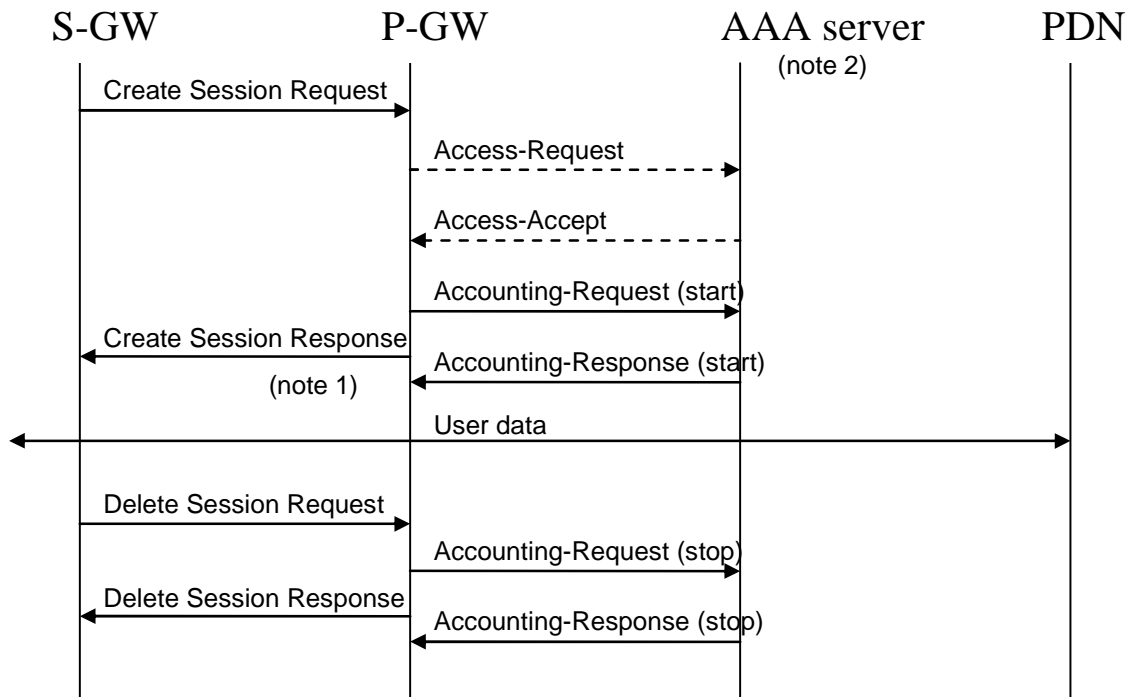 S-GW P-GW AAA server PDN
(note 2)
Create Session Request
Access-Request
Access-Accept
Accounting-Request (start)
Create Session Response
Accounting-Response (start)
(note 1)
User data
Delete Session Request
Accounting-Request (stop)
Delete Session Response
Accounting-Response (stop)